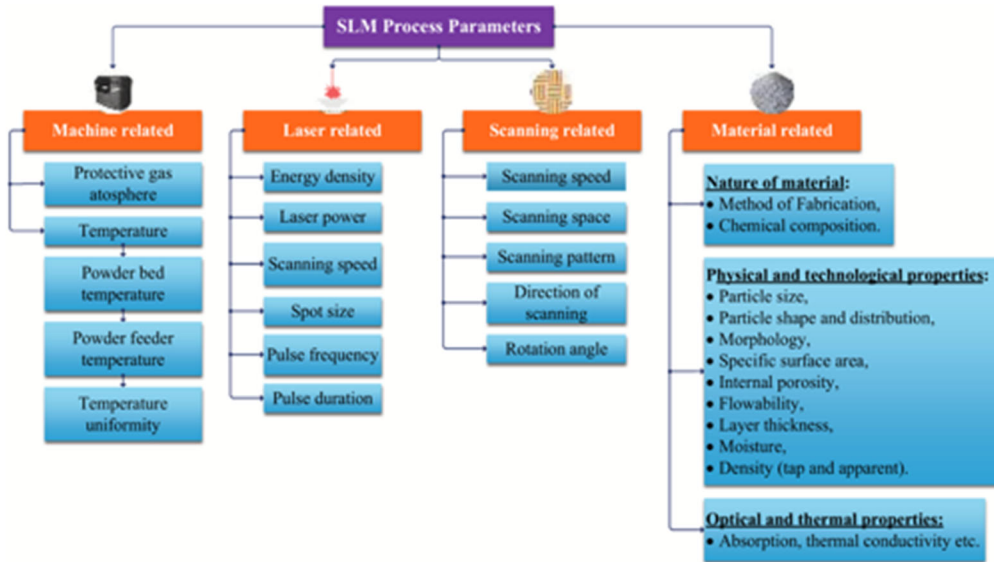 SLM Process Parameters
Machine related
Protective gas
atosphere
Temperature
Powder bed
temperature
Powder feeder
temperature
Temperature
uniformity
Laser related
Energy density
Laser power
Scanning speed
Spot size
Pulse frequency
Pulse duration
Scanning related
Scanning speed
Scanning space
Scanning pattern
Direction of
scanning
Rotation angle
Material related
Nature of material:
• Method of Fabrication,
• Chemical composition.
Physical and technological properties:
• Particle size,
• Particle shape and distribution,
• Morphology,
• Specific surface area,
• Internal porosity,
• Flowability,
• Layer thickness,
• Moisture,
• Density (tap and apparent).
Optical and thermal properties:
• Absorption, thermal conductivity etc.